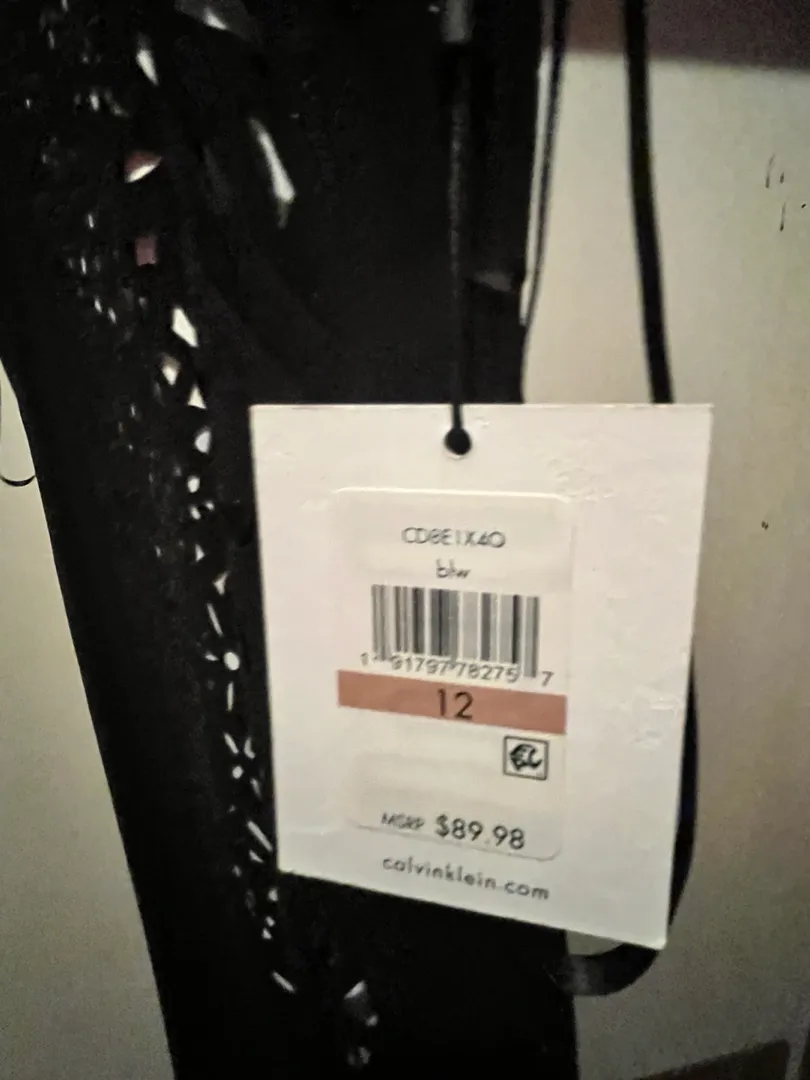 CD8E1X4O
blw
1 91797 78275 7
12
MSRP $89.98
calvinklein.com